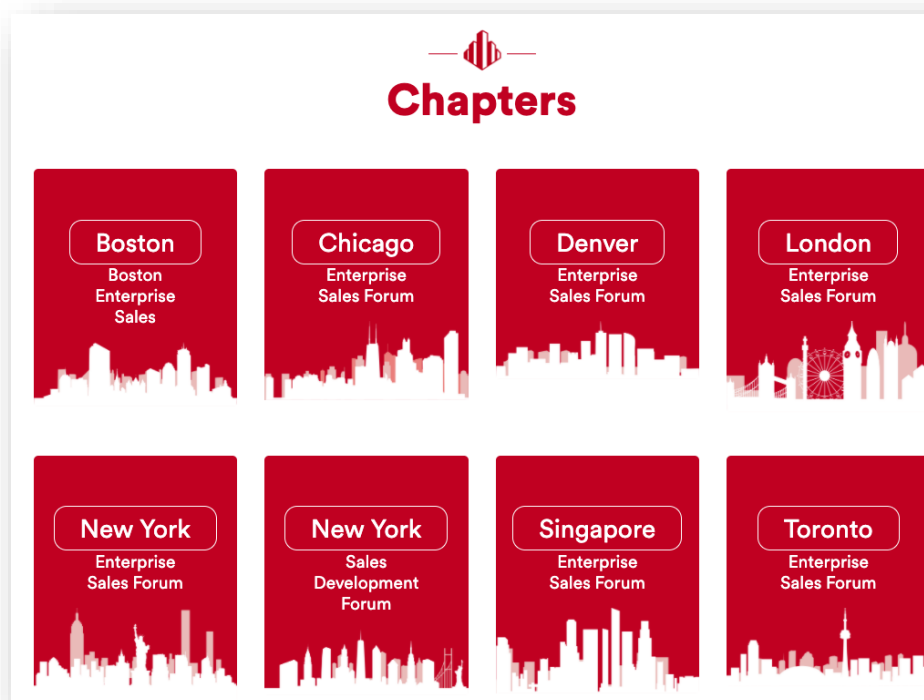 Chapters
Boston
Boston
Enterprise
Sales
Chicago
Enterprise
Sales Forum
Denver
Enterprise
Sales Forum
London
Enterprise
Sales Forum
New York
Enterprise
Sales Forum
New York
Sales
Development
Forum
Singapore
Enterprise
Sales Forum
Toronto
Enterprise
Sales Forum